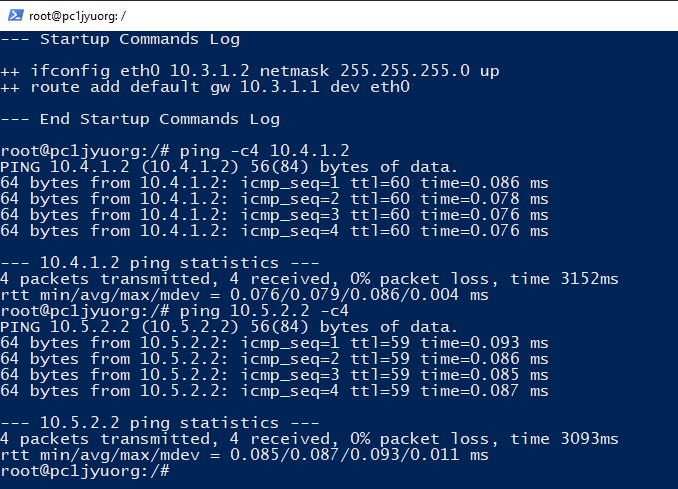 root@pc1jyuorg: /
--- Startup Commands Log
++ ifconfig eth0 10.3.1.2 netmask 255.255.255.0 up
++ route add default gw 10.3.1.1 dev eth0
--- End Startup Commands Log
root@pc1jyuorg:/# ping -c4 10.4.1.2
PING 10.4.1.2 (10.4.1.2) 56(84) bytes of data.
64 bytes from 10.4.1.2: icmp_seq=1 ttl=60 time=0.086 ms
64 bytes from 10.4.1.2: icmp_seq=2 ttl=60 time=0.078 ms
64 bytes from 10.4.1.2: icmp_seq=3 ttl=60 time=0.076 ms
64 bytes from 10.4.1.2: icmp_seq=4 ttl=60 time=0.076 ms
--- 10.4.1.2 ping statistics ---
4 packets transmitted, 4 received, 0% packet loss, time 3152ms
rtt min/avg/max/mdev = 0.076/0.079/0.086/0.004 ms
root@pc1jyuorg:/# ping 10.5.2.2 -c4
PING 10.5.2.2 (10.5.2.2) 56(84) bytes of data.
64 bytes from 10.5.2.2: icmp_seq=1 ttl=59 time=0.093 ms
64 bytes from 10.5.2.2: icmp_seq=2 ttl=59 time=0.086 ms
64 bytes from 10.5.2.2: icmp_seq=3 ttl=59 time=0.085 ms
64 bytes from 10.5.2.2: icmp_seq=4 ttl=59 time=0.087 ms
--- 10.5.2.2 ping statistics ---
4 packets transmitted, 4 received, 0% packet loss, time 3093ms
rtt min/avg/max/mdev = 0.085/0.087/0.093/0.011 ms
root@pc1jyuorg:/#